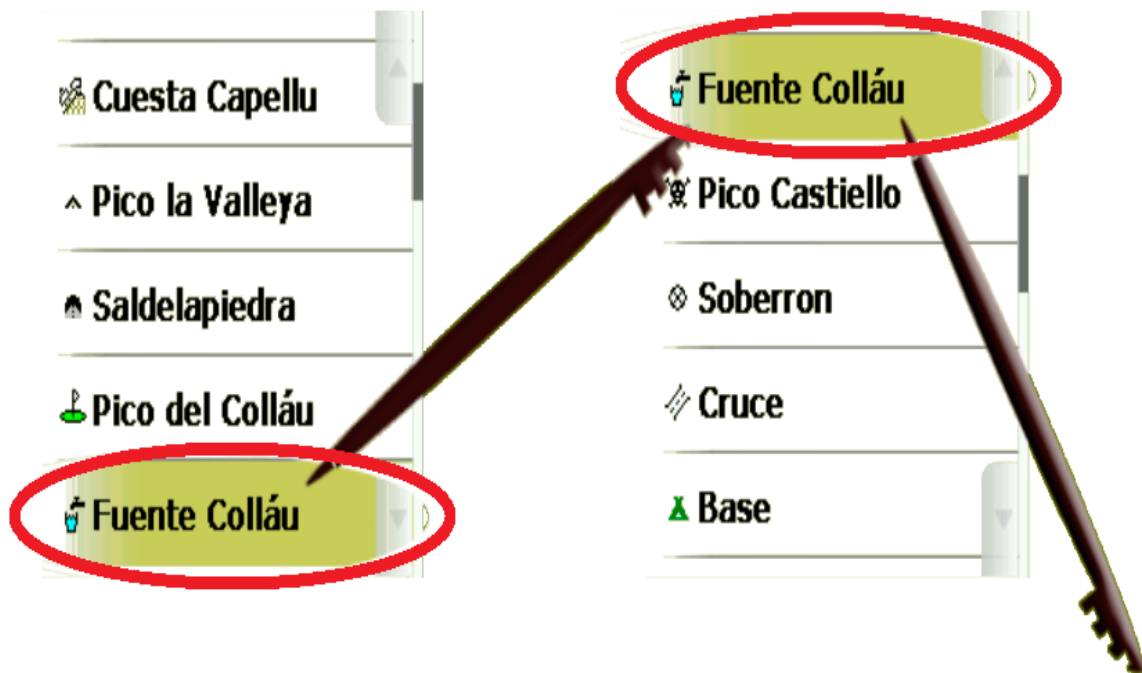 Cuesta Capellu
Pico la Valleya
Saldelapiedra
Pico del Colláu
Fuente Colláu
Fuente Colláu
Pico Castiello
Soberron
Cruce
Base